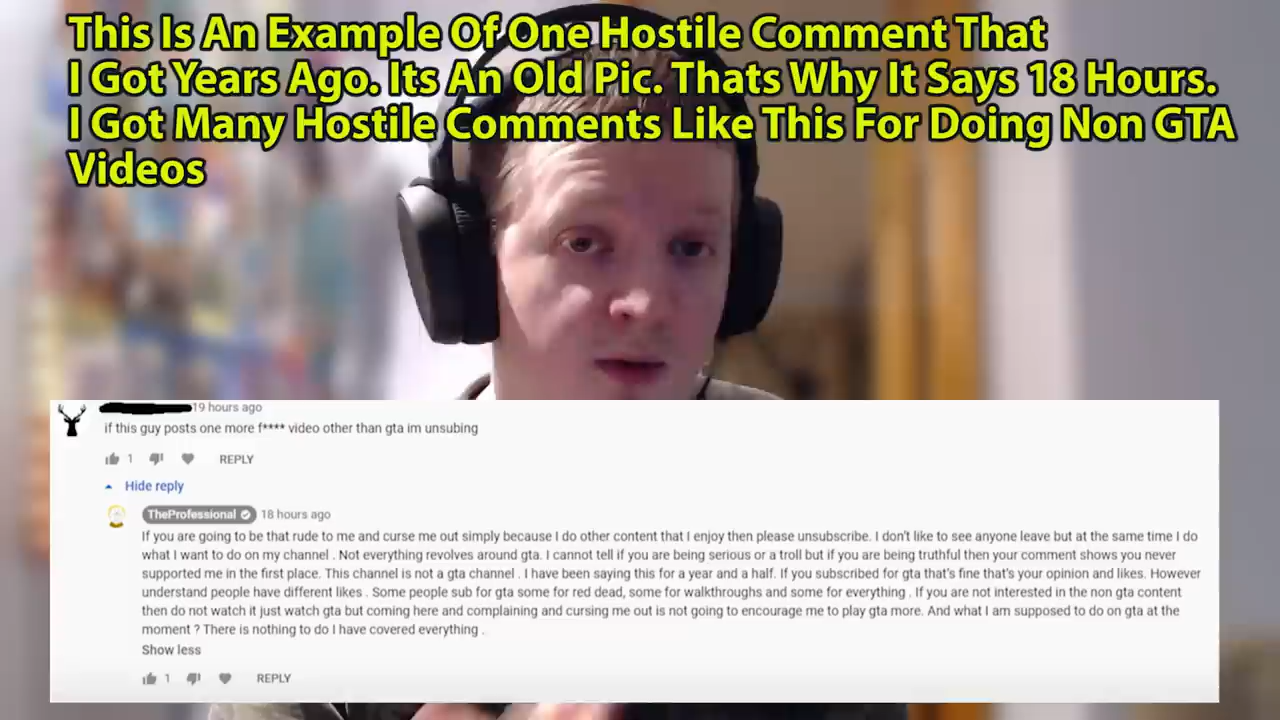 This Is An Example Of One Hostile Comment That
I Got Years Ago. Its An Old Pic. Thats Why It Says 18 Hours.
I Got Many Hostile Comments Like This For Doing Non GTA
Videos
19 hours ago
if this guy posts one more f**** video other than gta im unsubing
1 REPLY
Hide reply
TheProfessional 18 hours ago
If you are going to be that rude to me and curse me out simply because I do other content that I enjoy then please unsubscribe. I don't like to see anyone leave but at the same time I do
what I want to do on my channel . Not everything revolves around gta. I cannot tell if you are being serious or a troll but if you are being truthful then your comment shows you never
supported me in the first place. This channel is not a gta channel . I have been saying this for a year and a half. If you subscribed for gta that's fine that's your opinion and likes. However
understand people have different likes . Some people sub for gta some for red dead, some for walkthroughs and some for everything . If you are not interested in the non gta content
then do not watch it just watch gta but coming here and complaining and cursing me out is not going to encourage me to play gta more. And what I am supposed to do on gta at the
moment ? There is nothing to do I have covered everything .
Show less
1 REPLY